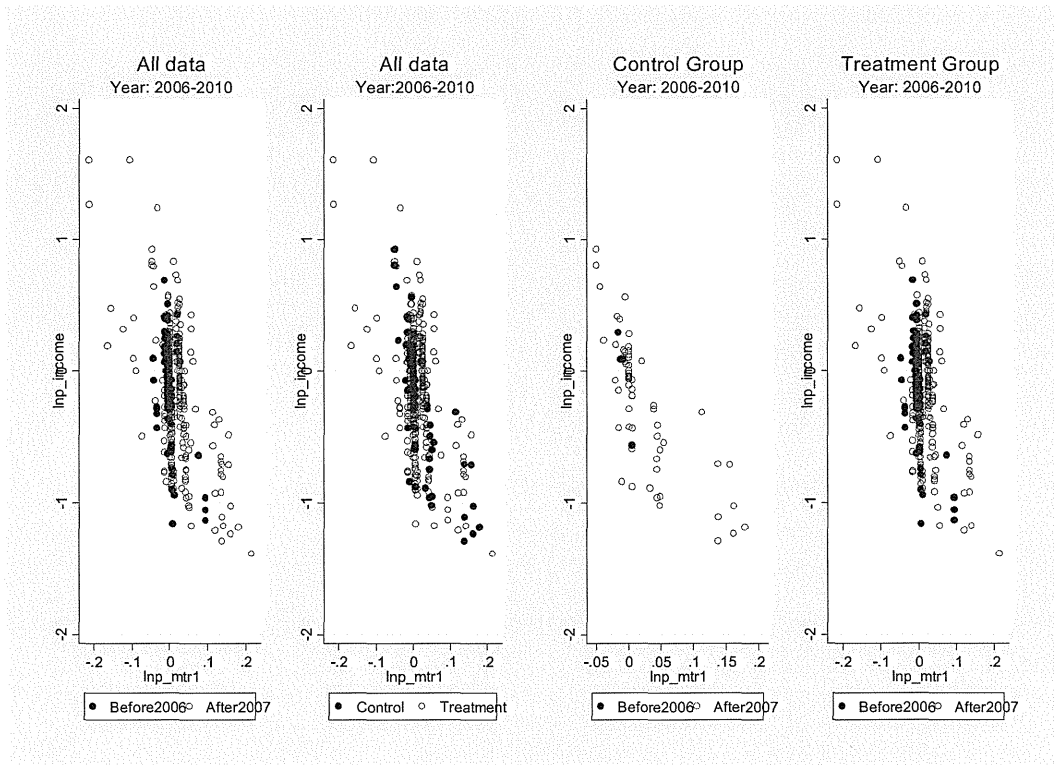 All data
Year: 2006-2010
2
1
0
-1
-2
lnp_income
-.2 -.1 0 .1 .2
lnp_mtr1
Before2006 After2007
All data
Year:2006-2010
2
1
0
-1
-2
lnp_income
-.2 -.1 0 .1 .2
lnp_mtr1
Control Treatment
Control Group
Year: 2006-2010
2
1
0
-1
-2
lnp_income
-.05 0 .05 .1 .15 .2
lnp_mtr1
Before2006 After2007
Treatment Group
Year: 2006-2010
2
1
0
-1
-2
lnp_income
-.2 -.1 0 .1 .2
lnp_mtr1
Before2006 After2007